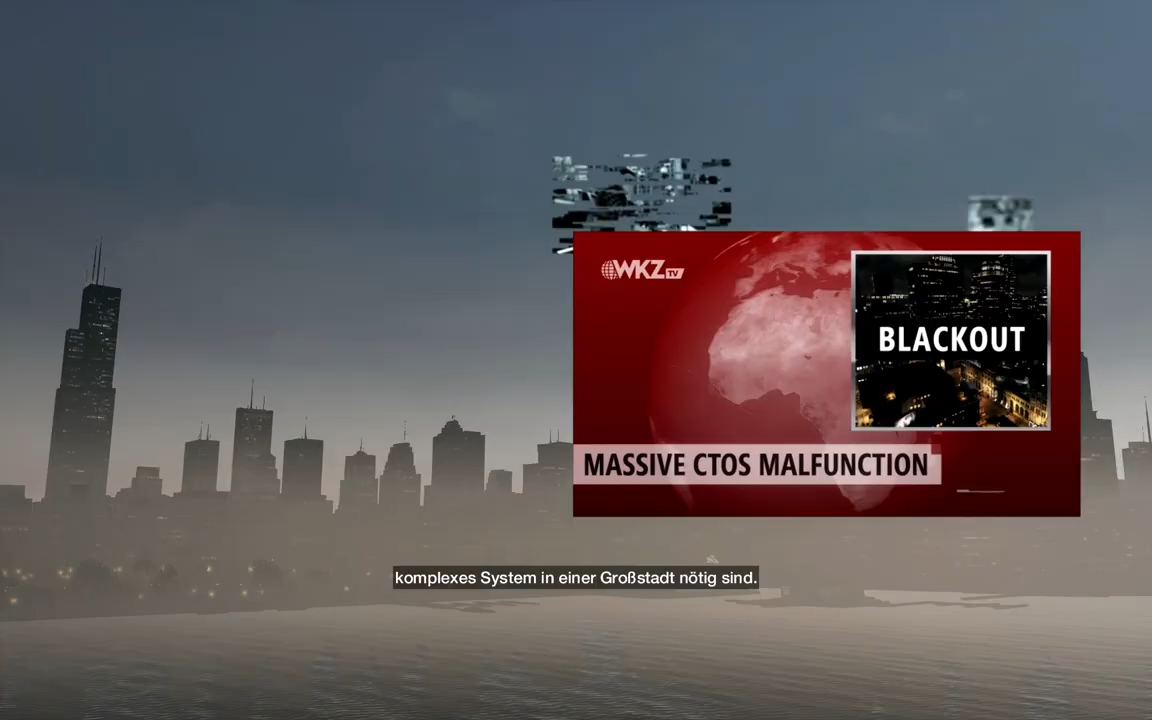 WKZ TV
BLACKOUT
MASSIVE CTOS MALFUNCTION
komplexes System in einer Großstadt nötig sind.